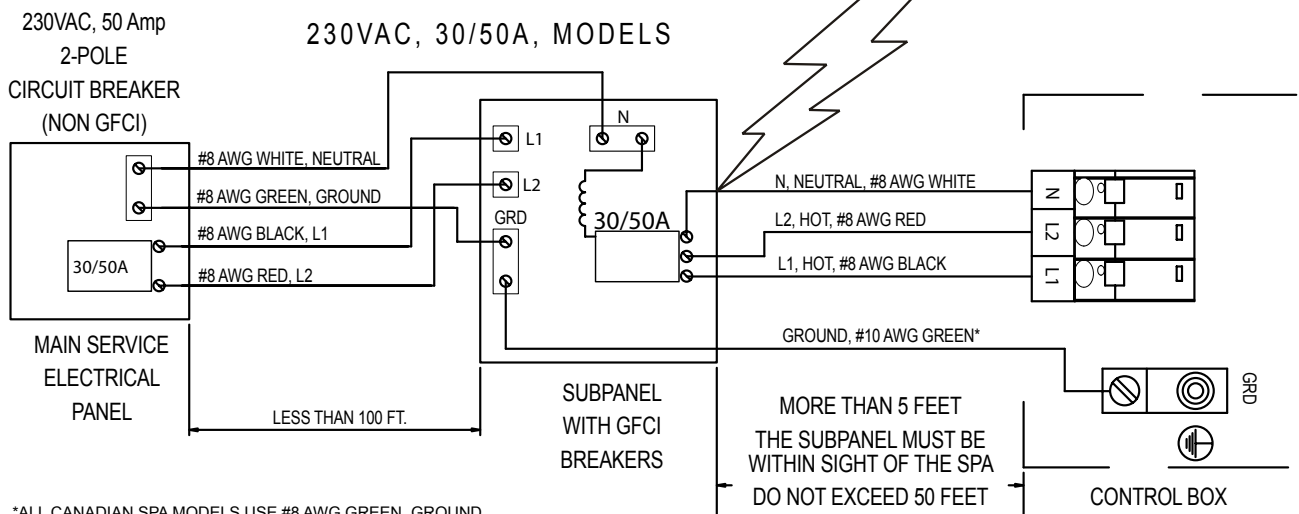 230VAC, 50 Amp
2-POLE
CIRCUIT BREAKER
(NON GFCI)
230VAC, 30/50A, MODELS
#8 AWG WHITE, NEUTRAL
#8 AWG GREEN, GROUND
#8 AWG BLACK, L1
30/50A
#8 AWG RED, L2
MAIN SERVICE
ELECTRICAL
PANEL
LESS THAN 100 FT.
L1
N
L2
GRD
30/50A
SUBPANEL
WITH GFCI
BREAKERS
N, NEUTRAL, #8 AWG WHITE
L2, HOT, #8 AWG RED
L1, HOT, #8 AWG BLACK
GROUND, #10 AWG GREEN*
MORE THAN 5 FEET
THE SUBPANEL MUST BE
WITHIN SIGHT OF THE SPA
DO NOT EXCEED 50 FEET
N
L2
L1
GRD
CONTROL BOX
*ALL CANADIAN SPA MODELS USE #8 AWG GREEN, GROUND